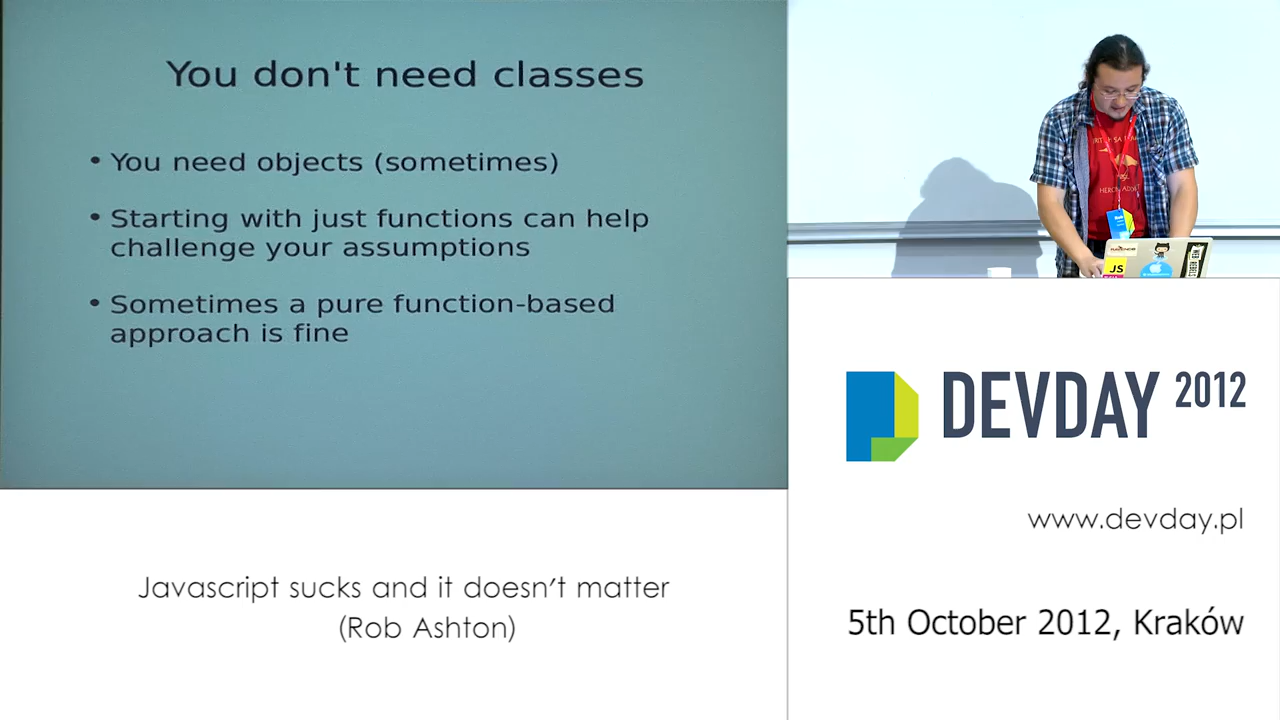 You don't need classes
• You need objects (sometimes)
• Starting with just functions can help
challenge your assumptions
• Sometimes a pure function-based
approach is fine
JS
DEVDAY 2012
www.devday.pl
Javascript sucks and it doesn't matter
(Rob Ashton)
5th October 2012, Kraków